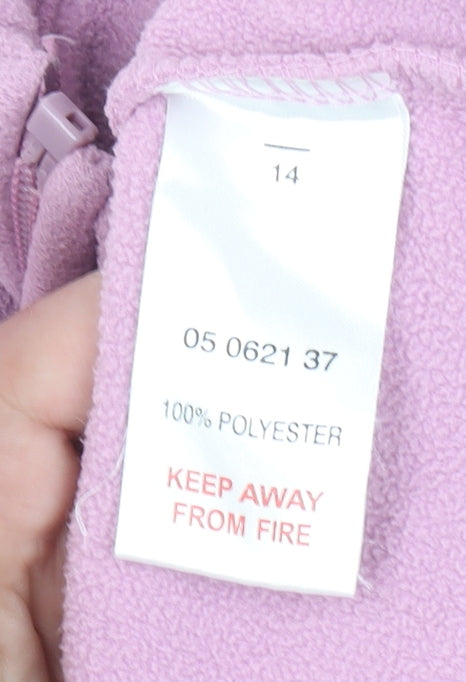 14
05 0621 37
100% POLYESTER
KEEP AWAY
FROM FIRE